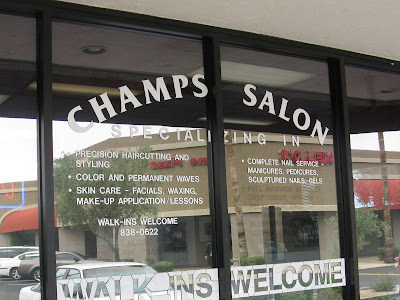 CHAMPS SALON
SPECIALIZING IN
• PRECISION HAIRCUTTING AND
STYLING
• COLOR AND PERMANENT WAVES
• SKIN CARE - FACIALS, WAXING,
MAKE-UP APPLICATION/LESSONS
WALK-INS WELCOME
838-0622
• COMPLETE NAIL SERVICE
MANICURES, PEDICURES,
SCULPTURED NAILS, GELS
WALK-INS WELCOME